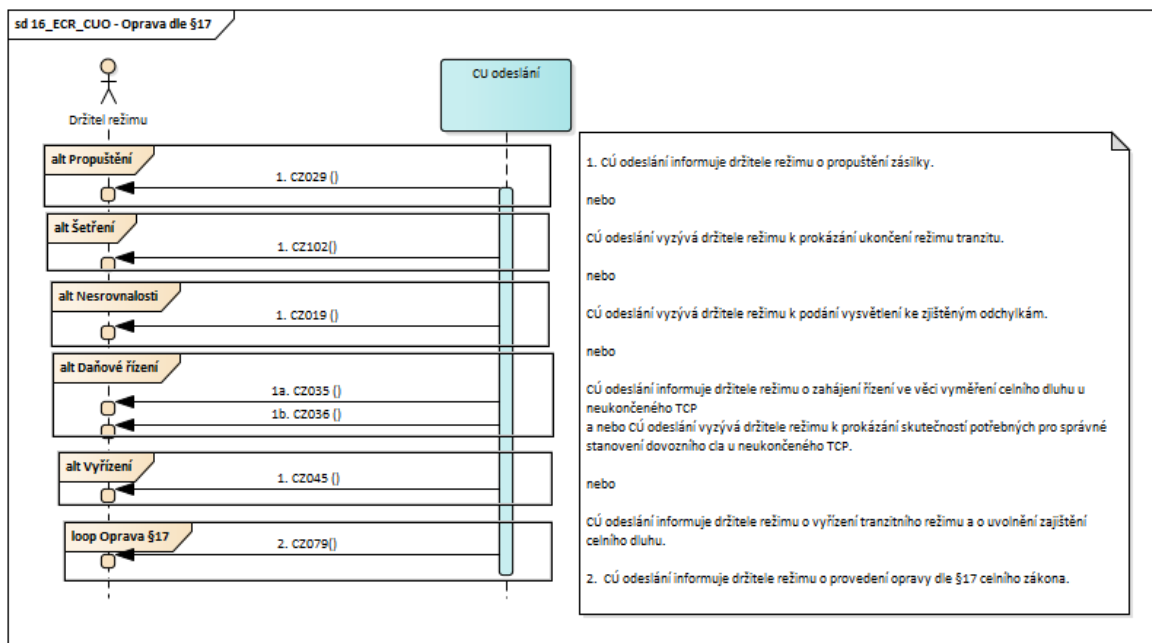 sd 16_ECR_CUO - Oprava dle §17
Držitel režimu
CU odeslání
alt Propuštění
1. CZ029 ()
alt Šetření
1. CZ102()
alt Nesrovnalosti
1. CZ019 ()
alt Daňové řízení
1a. CZ035 ()
1b. CZ036 ()
alt Vyřízení
1. CZ045 ()
loop Oprava §17
2. CZ079()
1. CÚ odeslání informuje držitele režimu o propuštění zásilky.
nebo
CÚ odeslání vyzývá držitele režimu k prokázání ukončení režimu tranzitu.
nebo
CÚ odeslání vyzývá držitele režimu k podání vysvětlení ke zjištěným odchylkám.
nebo
CÚ odeslání informuje držitele režimu o zahájení řízení ve věci vyměření celního dluhu u
neukončeného TCP
a nebo CÚ odeslání vyzývá držitele režimu k prokázání skutečností potřebných pro správné
stanovení dovozního cla u neukončeného TCP.
nebo
CÚ odeslání informuje držitele režimu o vyřízení tranzitního režimu a o uvolnění zajištění
celního dluhu.
2. CÚ odeslání informuje držitele režimu o provedení opravy dle §17 celního zákona.